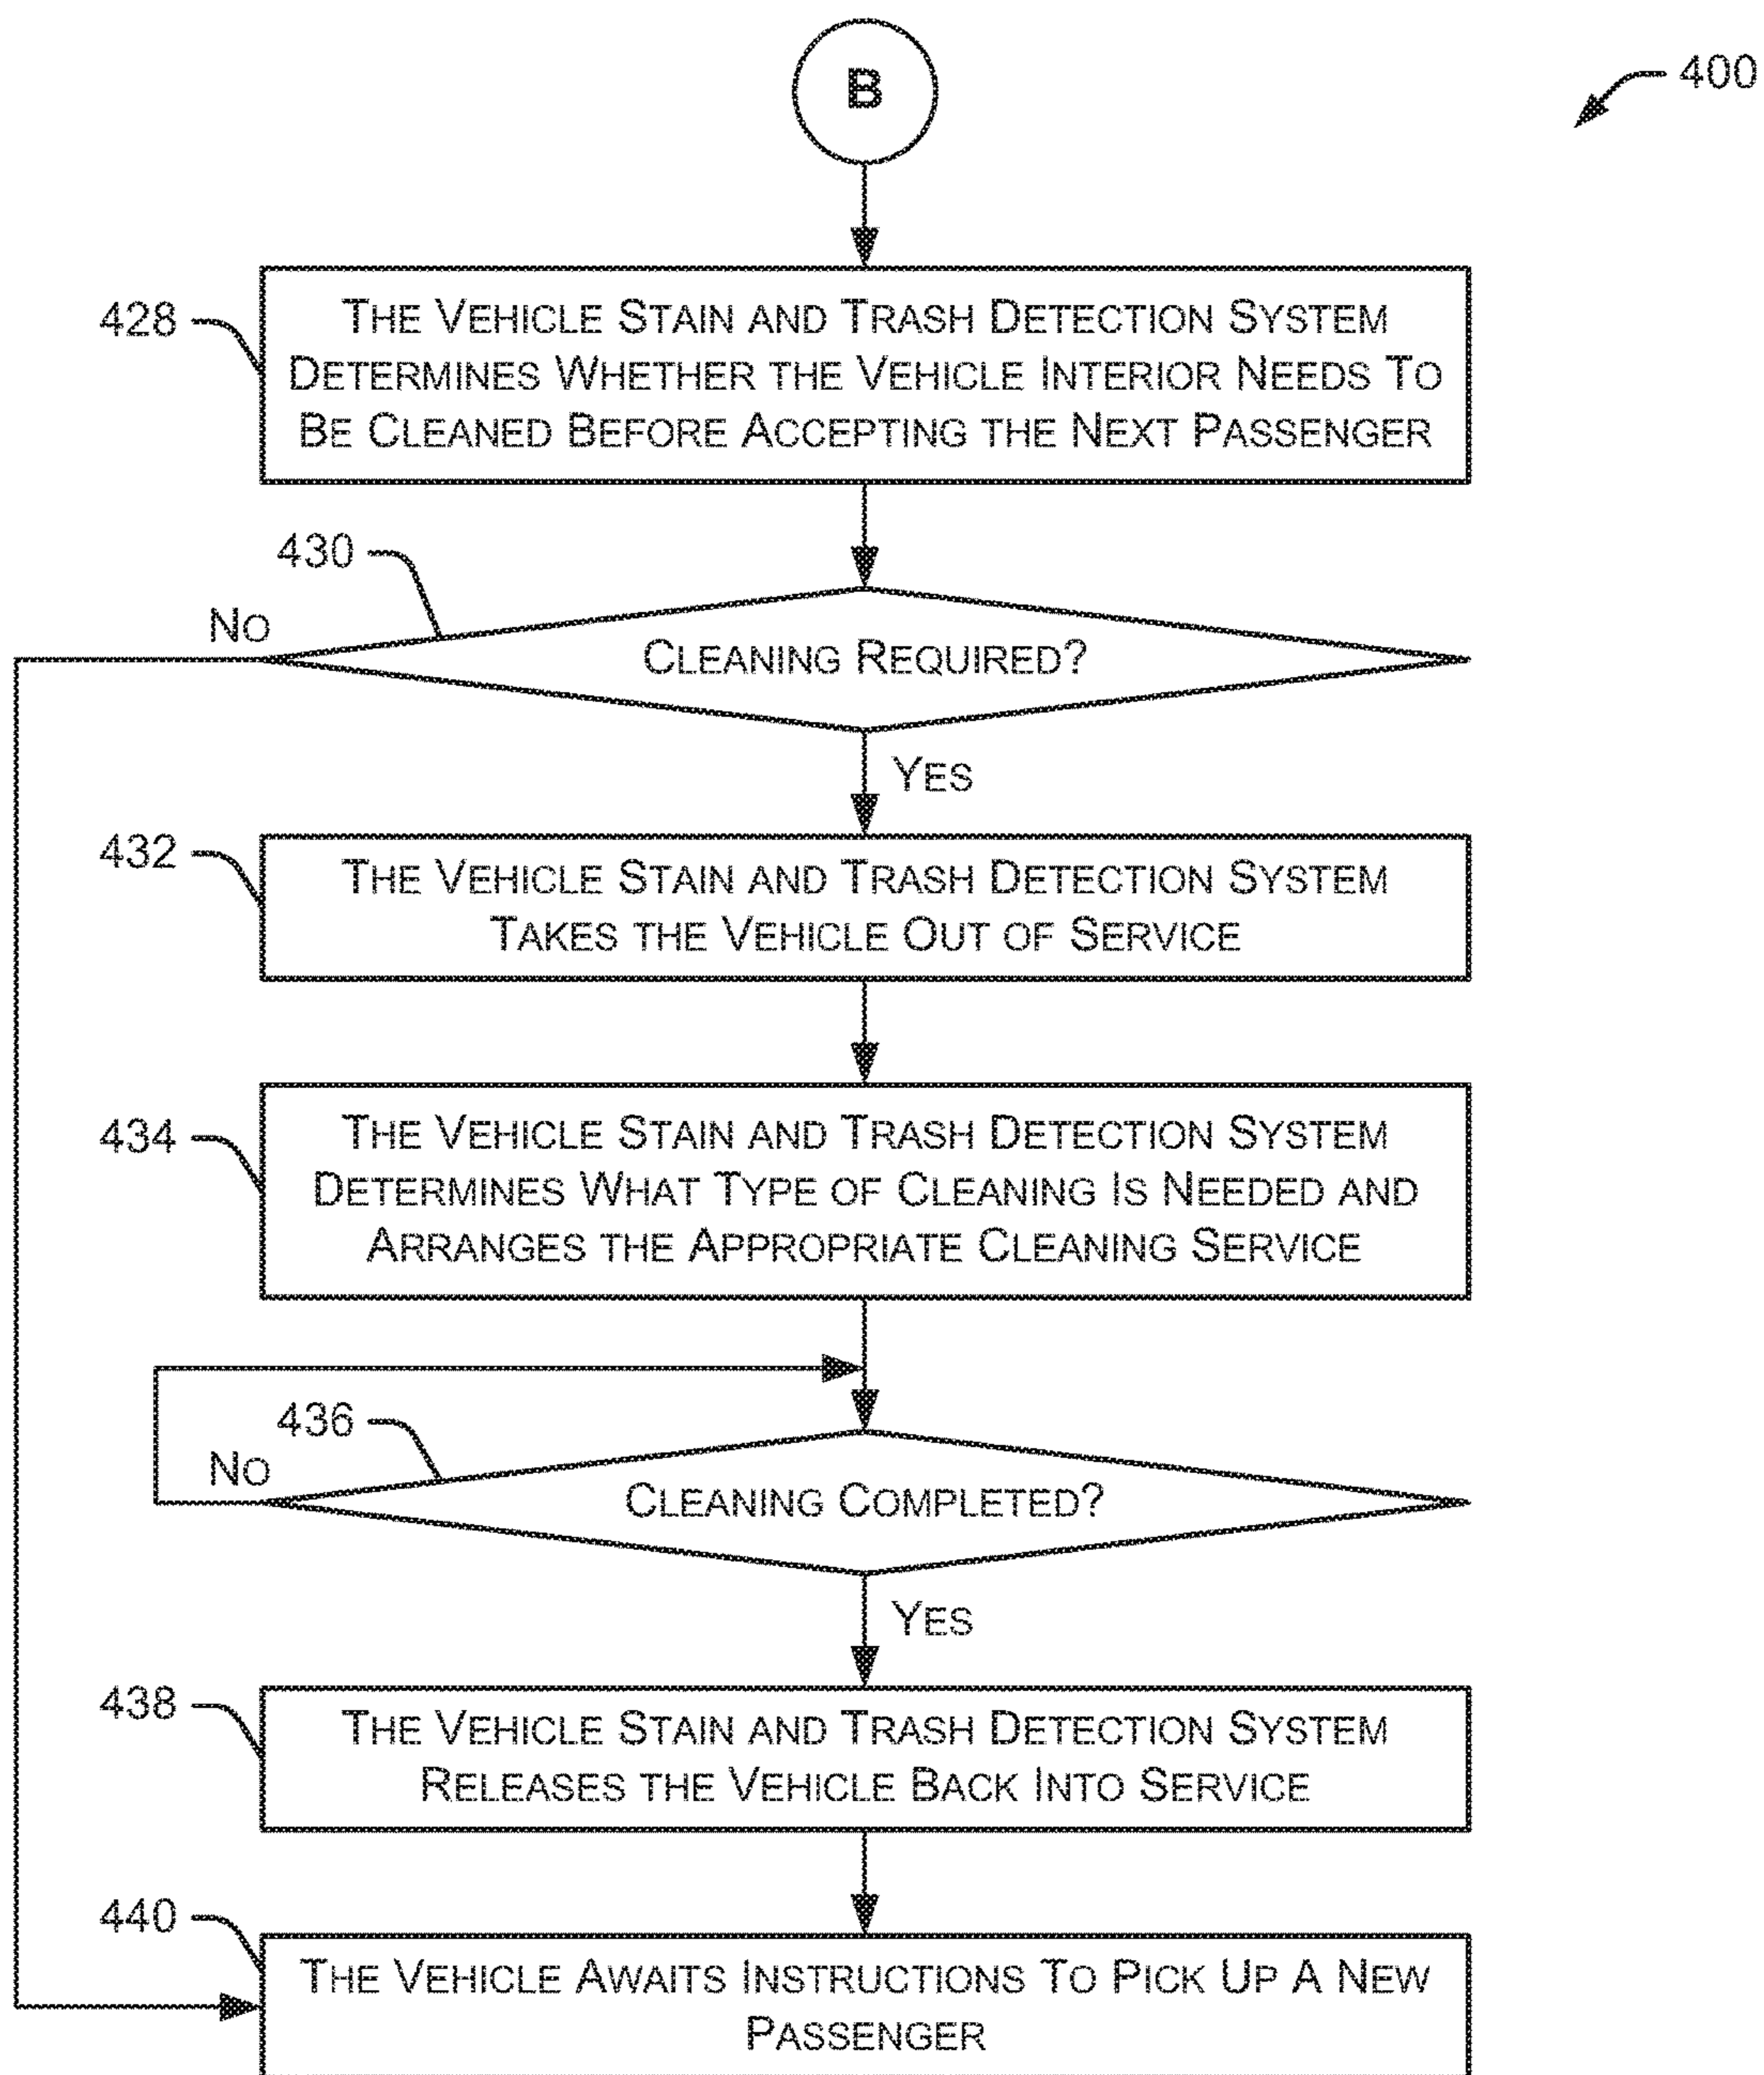 B
400
428
THE VEHICLE STAIN AND TRASH DETECTION SYSTEM
DETERMINES WHETHER THE VEHICLE INTERIOR NEEDS TO
BE CLEANED BEFORE ACCEPTING THE NEXT PASSENGER
430
NO
CLEANING REQUIRED?
YES
432
THE VEHICLE STAIN AND TRASH DETECTION SYSTEM
TAKES THE VEHICLE OUT OF SERVICE
434
THE VEHICLE STAIN AND TRASH DETECTION SYSTEM
DETERMINES WHAT TYPE OF CLEANING IS NEEDED AND
ARRANGES THE APPROPRIATE CLEANING SERVICE
436
NO
CLEANING COMPLETED?
YES
438
THE VEHICLE STAIN AND TRASH DETECTION SYSTEM
RELEASES THE VEHICLE BACK INTO SERVICE
440
THE VEHICLE AWAITS INSTRUCTIONS TO PICK UP A NEW
PASSENGER